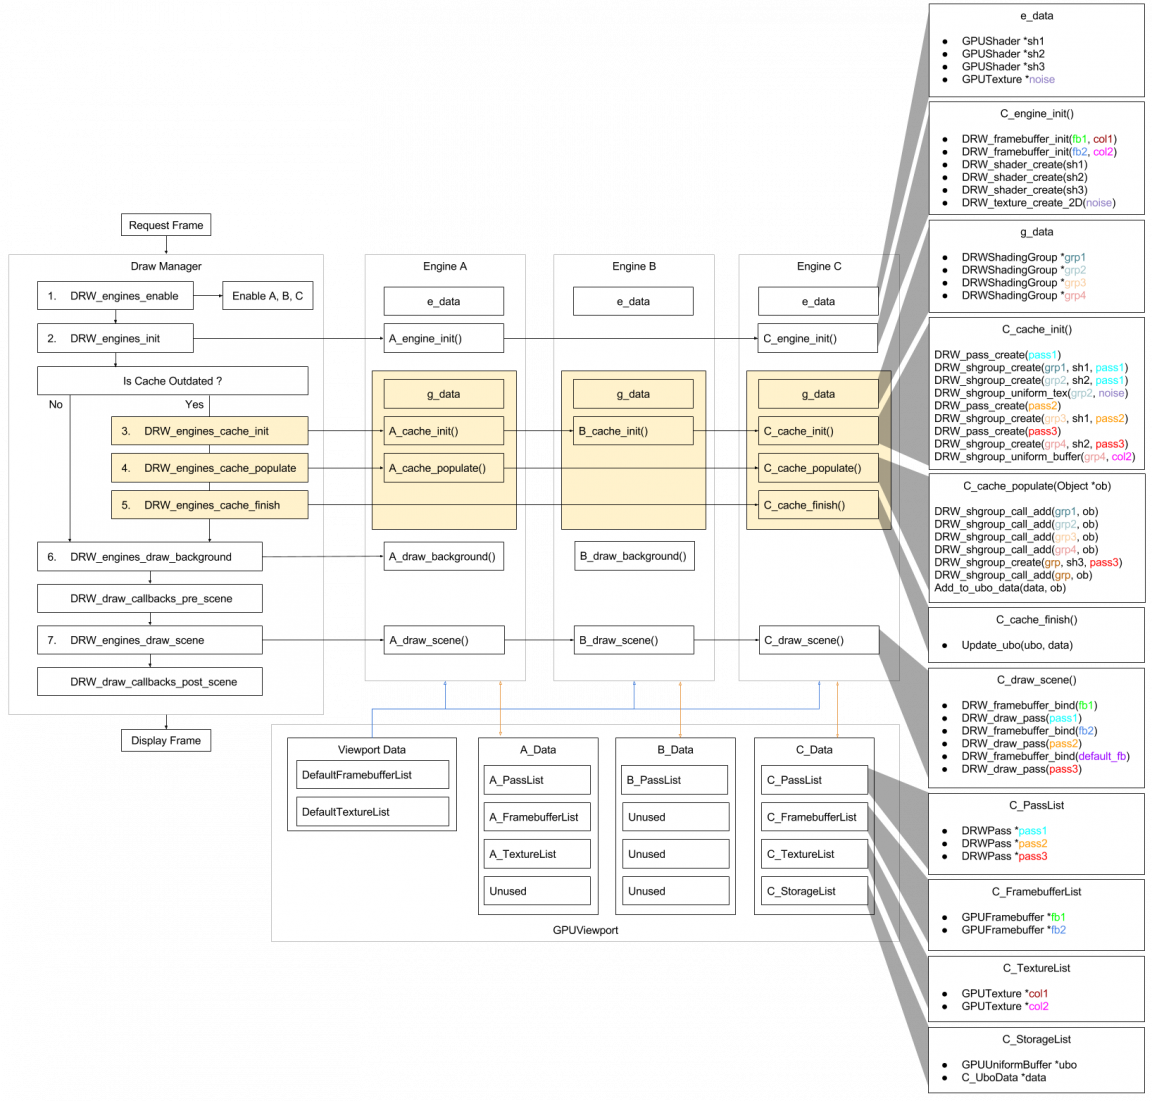 Request Frame
Draw Manager
1. DRW_engines_enable
Enable A, B, C
2. DRW_engines_init
Is Cache Outdated ?
No
Yes
3. DRW_engines_cache_init
4. DRW_engines_cache_populate
5. DRW_engines_cache_finish
6. DRW_engines_draw_background
DRW_draw_callbacks_pre_scene
7. DRW_engines_draw_scene
DRW_draw_callbacks_post_scene
Display Frame
Engine A
e_data
A_engine_init()
g_data
A_cache_init()
A_cache_populate()
A_draw_background()
A_draw_scene()
Engine B
e_data
g_data
B_cache_init()
B_draw_background()
B_draw_scene()
Engine C
e_data
C_engine_init()
g_data
C_cache_init()
C_cache_populate()
C_cache_finish()
C_draw_scene()
Viewport Data
DefaultFramebufferList
DefaultTextureList
A_Data
A_PassList
A_FramebufferList
A_TextureList
Unused
B_Data
B_PassList
Unused
Unused
Unused
C_Data
C_PassList
C_FramebufferList
C_TextureList
C_StorageList
GPUViewport
e_data
● GPUShader *sh1
● GPUShader *sh2
● GPUShader *sh3
● GPUTexture *noise
C_engine_init()
● DRW_framebuffer_init(fb1, col1)
● DRW_framebuffer_init(fb2, col2)
● DRW_shader_create(sh1)
● DRW_shader_create(sh2)
● DRW_shader_create(sh3)
● DRW_texture_create_2D(noise)
g_data
● DRWShadingGroup *grp1
● DRWShadingGroup *grp2
● DRWShadingGroup *grp3
● DRWShadingGroup *grp4
C_cache_init()
DRW_pass_create(pass1)
DRW_shgroup_create(grp1, sh1, pass1)
DRW_shgroup_create(grp2, sh2, pass1)
DRW_shgroup_uniform_tex(grp2, noise)
DRW_pass_create(pass2)
DRW_shgroup_create(grp3, sh1, pass2)
DRW_pass_create(pass3)
DRW_shgroup_create(grp4, sh2, pass3)
DRW_shgroup_uniform_buffer(grp4, col2)
C_cache_populate(Object *ob)
DRW_shgroup_call_add(grp1, ob)
DRW_shgroup_call_add(grp2, ob)
DRW_shgroup_call_add(grp3, ob)
DRW_shgroup_call_add(grp4, ob)
DRW_shgroup_create(grp, sh3, pass3)
DRW_shgroup_call_add(grp, ob)
Add_to_ubo_data(data, ob)
C_cache_finish()
● Update_ubo(ubo, data)
C_draw_scene()
● DRW_framebuffer_bind(fb1)
● DRW_draw_pass(pass1)
● DRW_framebuffer_bind(fb2)
● DRW_draw_pass(pass2)
● DRW_framebuffer_bind(default_fb)
● DRW_draw_pass(pass3)
C_PassList
● DRWPass *pass1
● DRWPass *pass2
● DRWPass *pass3
C_FramebufferList
● GPUFramebuffer *fb1
● GPUFramebuffer *fb2
C_TextureList
● GPUTexture *col1
● GPUTexture *col2
C_StorageList
● GPUUniformBuffer *ubo
● C_UboData *data